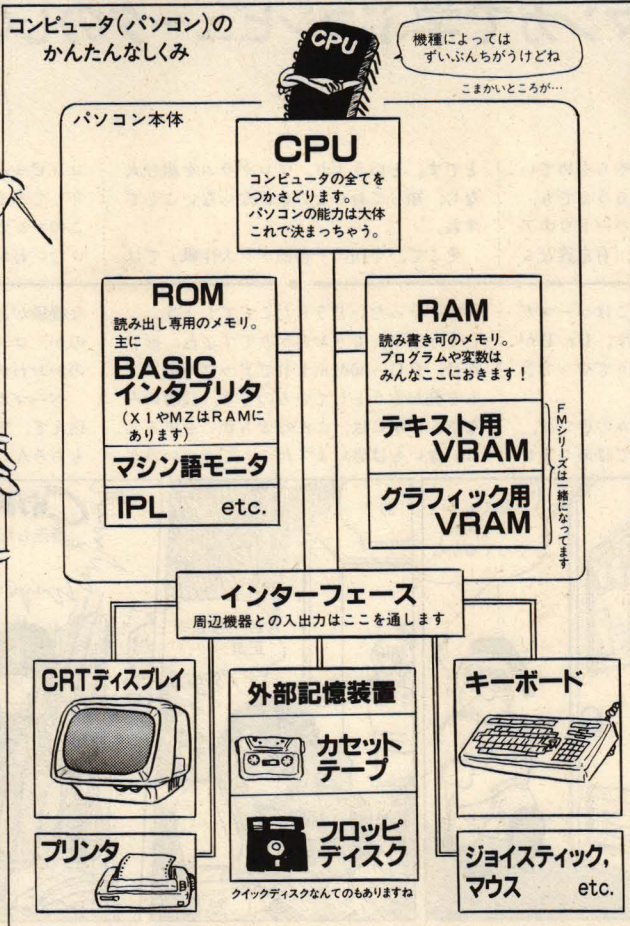 コンピュータ(パソコン)の
かんたんなしくみ
CPU
機種によっては
ずいぶんちがうけどね
こまかいところが…
パソコン本体
CPU
コンピュータの全てを
つかさどります。
パソコンの能力は大体
これで決まっちゃう。
ROM
読み出し専用のメモリ。
主に
BASIC
インタプリタ
(X1やMZはRAMに
あります)
マシン語モニタ
IPL etc.
RAM
読み書き可のメモリ。
プログラムや変数は
みんなここにおきます!
テキスト用
VRAM
グラフィック用
VRAM
FMシリーズは一緒になってます
インターフェース
周辺機器との入出力はここを通します
CRTディスプレイ
プリンタ
外部記憶装置
カセット
テープ
フロッピ
ディスク
クイックディスクなんてのもありますね
キーボード
ジョイスティック,
マウス etc.